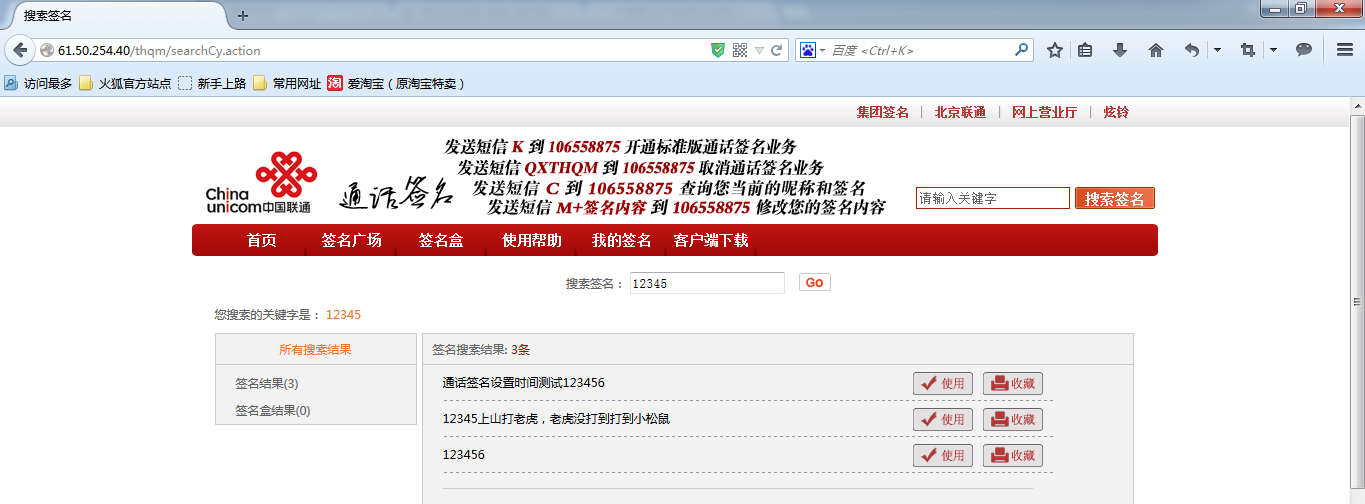 搜索签名
61.50.254.40/thqm/searchCy.action
百度 <Ctrl+K>
访问最多 火狐官方站点 新手上路 常用网址 淘 爱淘宝（原淘宝特卖）
集团签名 | 北京联通 | 网上营业厅 | 炫铃
发送短信 K 到 106558875 开通标准版通话签名业务
发送短信 QXTHQM 到 106558875 取消通话签名业务
发送短信 C 到 106558875 查询您当前的昵称和签名
发送短信 M+签名内容 到 106558875 修改您的签名内容
China
unicom中国联通
通话签名
请输入关键字 搜索签名
首页 签名广场 签名盒 使用帮助 我的签名 客户端下载
搜索签名： 12345 Go
您搜索的关键字是： 12345
所有搜索结果
签名结果(3)
签名盒结果(0)
签名搜索结果: 3条
通话签名设置时间测试123456 使用 收藏
12345上山打老虎，老虎没打到打到小松鼠 使用 收藏
123456 使用 收藏